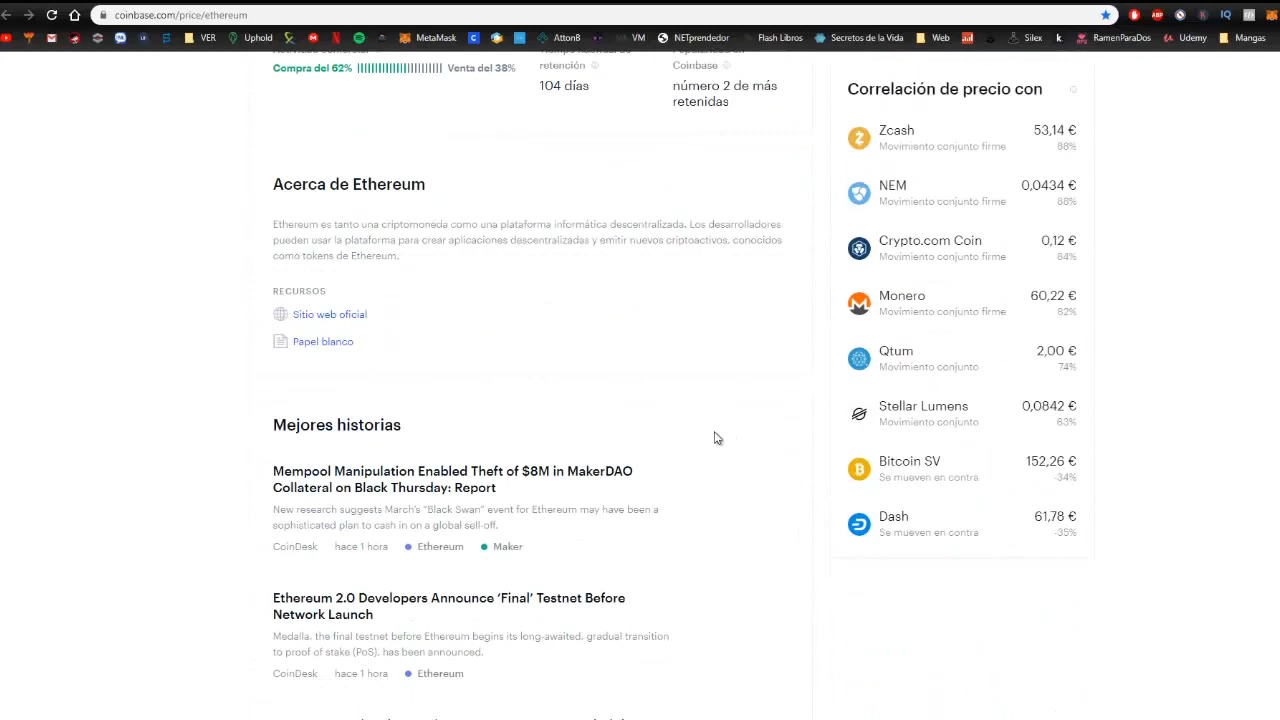 coinbase.com/price/ethereum
VER
Uphold
MetaMask
AttonB
VM
NETprendedor
Flash Libros
Secretos de la Vida
Web
Silex
k
RamenParaDos
Udemy
Mangas
Compra del 62%
Venta del 38%
retención
104 días
Coinbase
número 2 de más
retenidas
Acerca de Ethereum
Ethereum es tanto una criptomoneda como una plataforma informática descentralizada. Los desarrolladores
pueden usar la plataforma para crear aplicaciones descentralizadas y emitir nuevos criptoactivos, conocidos
como tokens de Ethereum.
RECURSOS
Sitio web oficial
Papel blanco
Mejores historias
Mempool Manipulation Enabled Theft of $8M in MakerDAO
Collateral on Black Thursday: Report
New research suggests March's "Black Swan" event for Ethereum may have been a
sophisticated plan to cash in on a global sell-off.
CoinDesk hace 1 hora Ethereum Maker
Ethereum 2.0 Developers Announce 'Final' Testnet Before
Network Launch
Medalla, the final testnet before Ethereum begins its long-awaited, gradual transition
to proof of stake (PoS), has been announced.
CoinDesk hace 1 hora Ethereum
Correlación de precio con
Zcash 53,14 €
Movimiento conjunto firme 88%
NEM 0,0434 €
Movimiento conjunto firme 88%
Crypto.com Coin 0,12 €
Movimiento conjunto firme 84%
Monero 60,22 €
Movimiento conjunto firme 82%
Qtum 2,00 €
Movimiento conjunto 74%
Stellar Lumens 0,0842 €
Movimiento conjunto 63%
Bitcoin SV 152,26 €
Se mueven en contra -34%
Dash 61,78 €
Se mueven en contra -35%